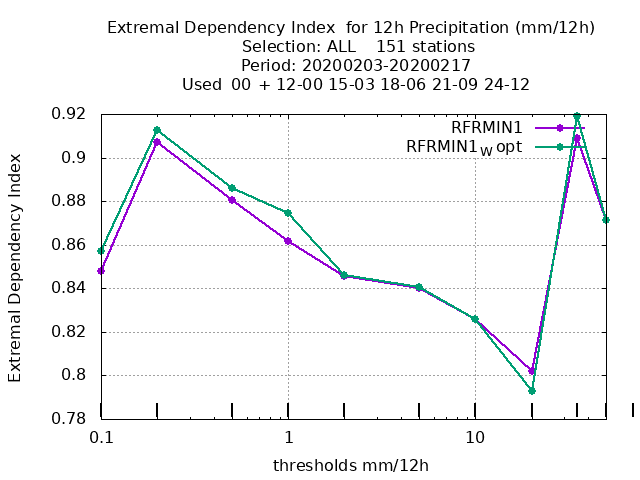 Extremal Dependency Index  for 12h Precipitation (mm/12h)
Selection: ALL    151 stations
Period: 20200203-20200217
Used  00 + 12-00 15-03 18-06 21-09 24-12
RFRMIN1
RFRMIN1W opt
Extremal Dependency Index
0.92
0.9
0.88
0.86
0.84
0.82
0.8
0.78
0.1 1 10
thresholds mm/12h